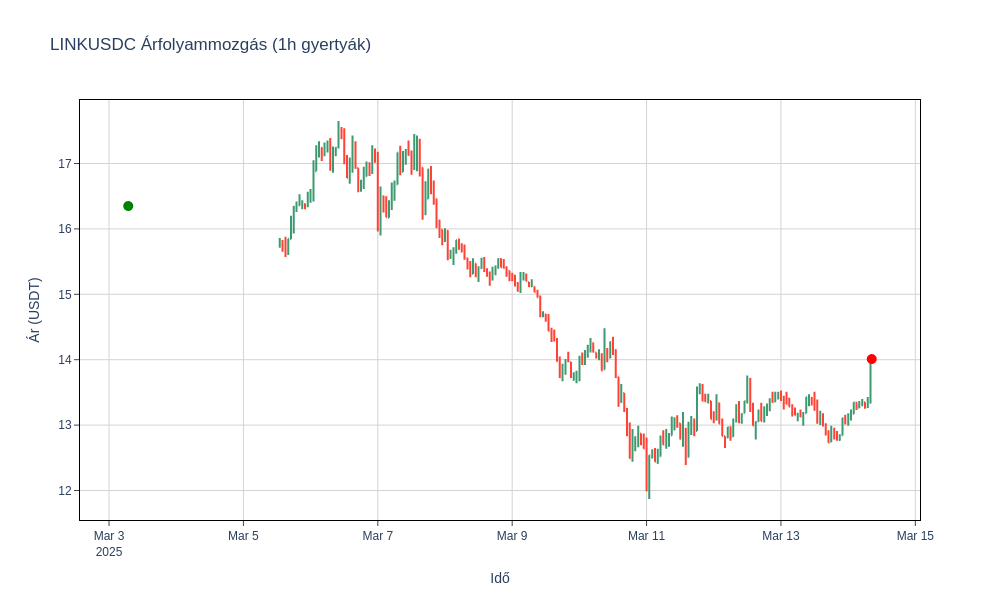 LINKUSDC Árfolyammozgás (1h gyertyák)
17
16
15
14
13
12
Ár (USDT)
Mar 3
2025
Mar 5
Mar 7
Mar 9
Mar 11
Mar 13
Mar 15
Idő